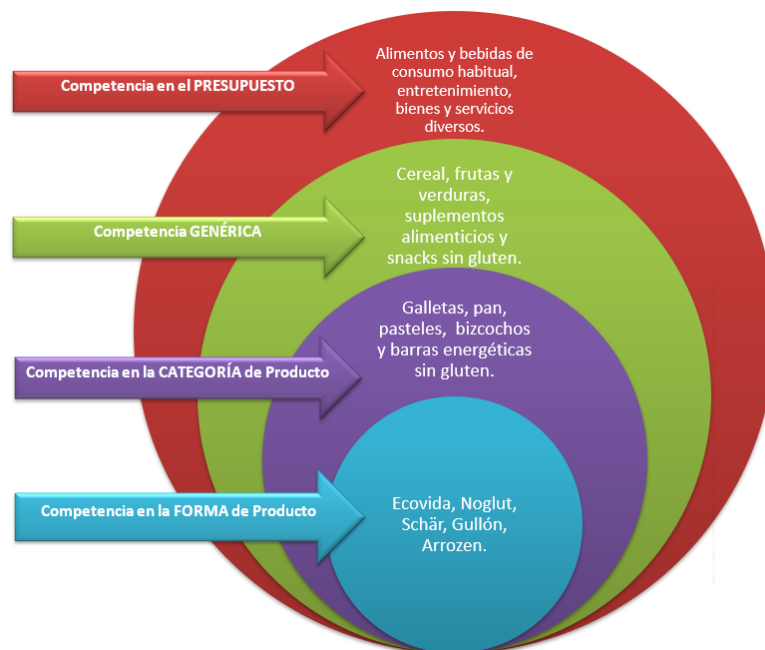 Competencia en el PRESUPUESTO
Alimentos y bebidas de
consumo habitual,
entretenimiento,
bienes y servicios
diversos.
Competencia GENÉRICA
Cereal, frutas y
verduras,
suplementos
alimenticios y
snacks sin gluten.
Competencia en la CATEGORÍA de Producto
Galletas, pan,
pasteles, bizcochos
y barras energéticas
sin gluten.
Competencia en la FORMA de Producto
Ecovida, Noglut,
Schär, Gullón,
Arrozen.